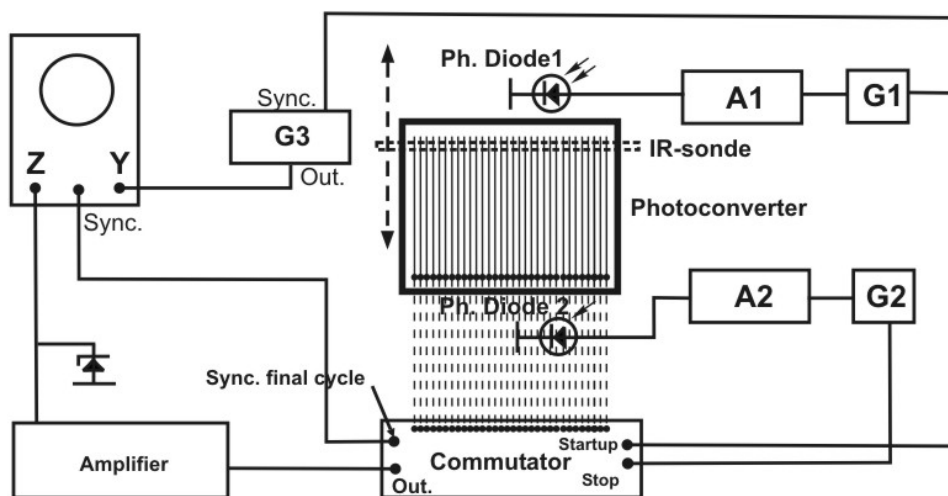 Ph. Diode1
Sync.
G3
A1
G1
Z
Y
Out.
IR-sonde
Sync.
Photoconverter
Ph. Diode 2
A2
G2
Sync. final cycle
Amplifier
Commutator
Startup
Out.
Stop